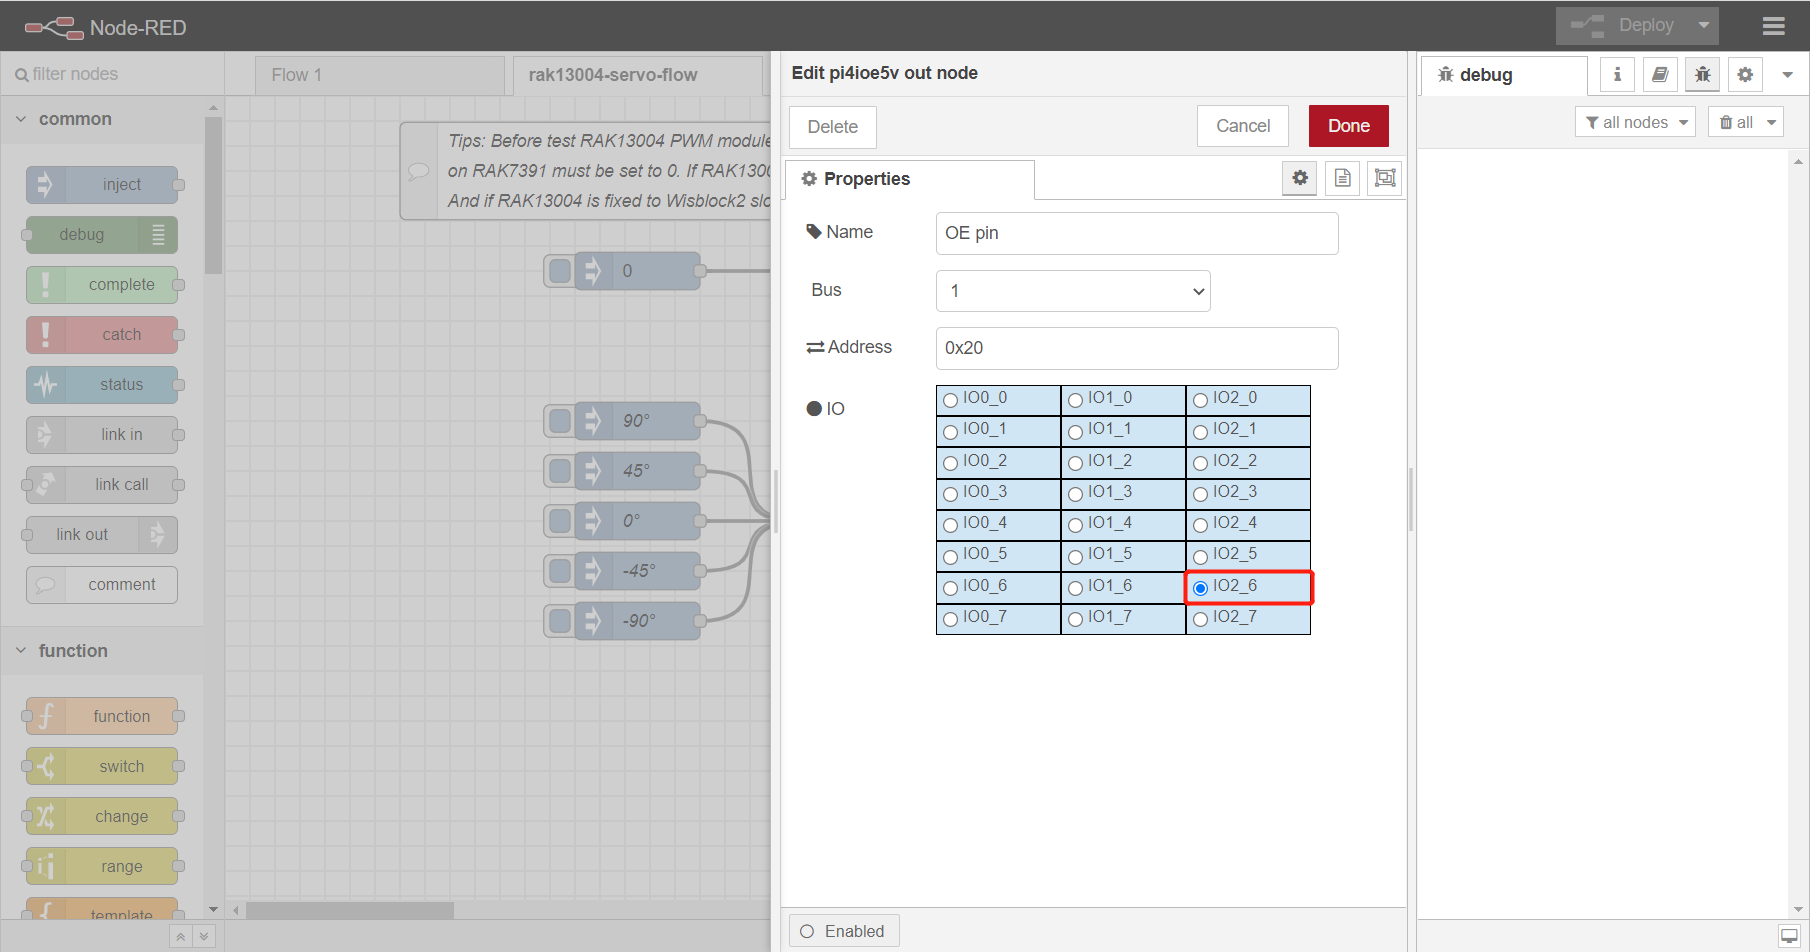 Node-RED
Deploy
filter nodes
Flow 1
rak13004-servo-flow
Edit pi4ioe5v out node
debug
Delete
Cancel
Done
all nodes
all
common
Tips: Before test RAK13004 PWM module
on RAK7391 must be set to 0. If RAK1300
And if RAK13004 is fixed to Wisblock2 slo
Properties
inject
debug
complete
catch
status
link in
link call
link out
comment
function
function
switch
change
range
template
0
90°
45°
0°
-45°
-90°
Name
OE pin
Bus
1
Address
0x20
IO
IO0_0 IO1_0 IO2_0
IO0_1 IO1_1 IO2_1
IO0_2 IO1_2 IO2_2
IO0_3 IO1_3 IO2_3
IO0_4 IO1_4 IO2_4
IO0_5 IO1_5 IO2_5
IO0_6 IO1_6 IO2_6
IO0_7 IO1_7 IO2_7
Enabled